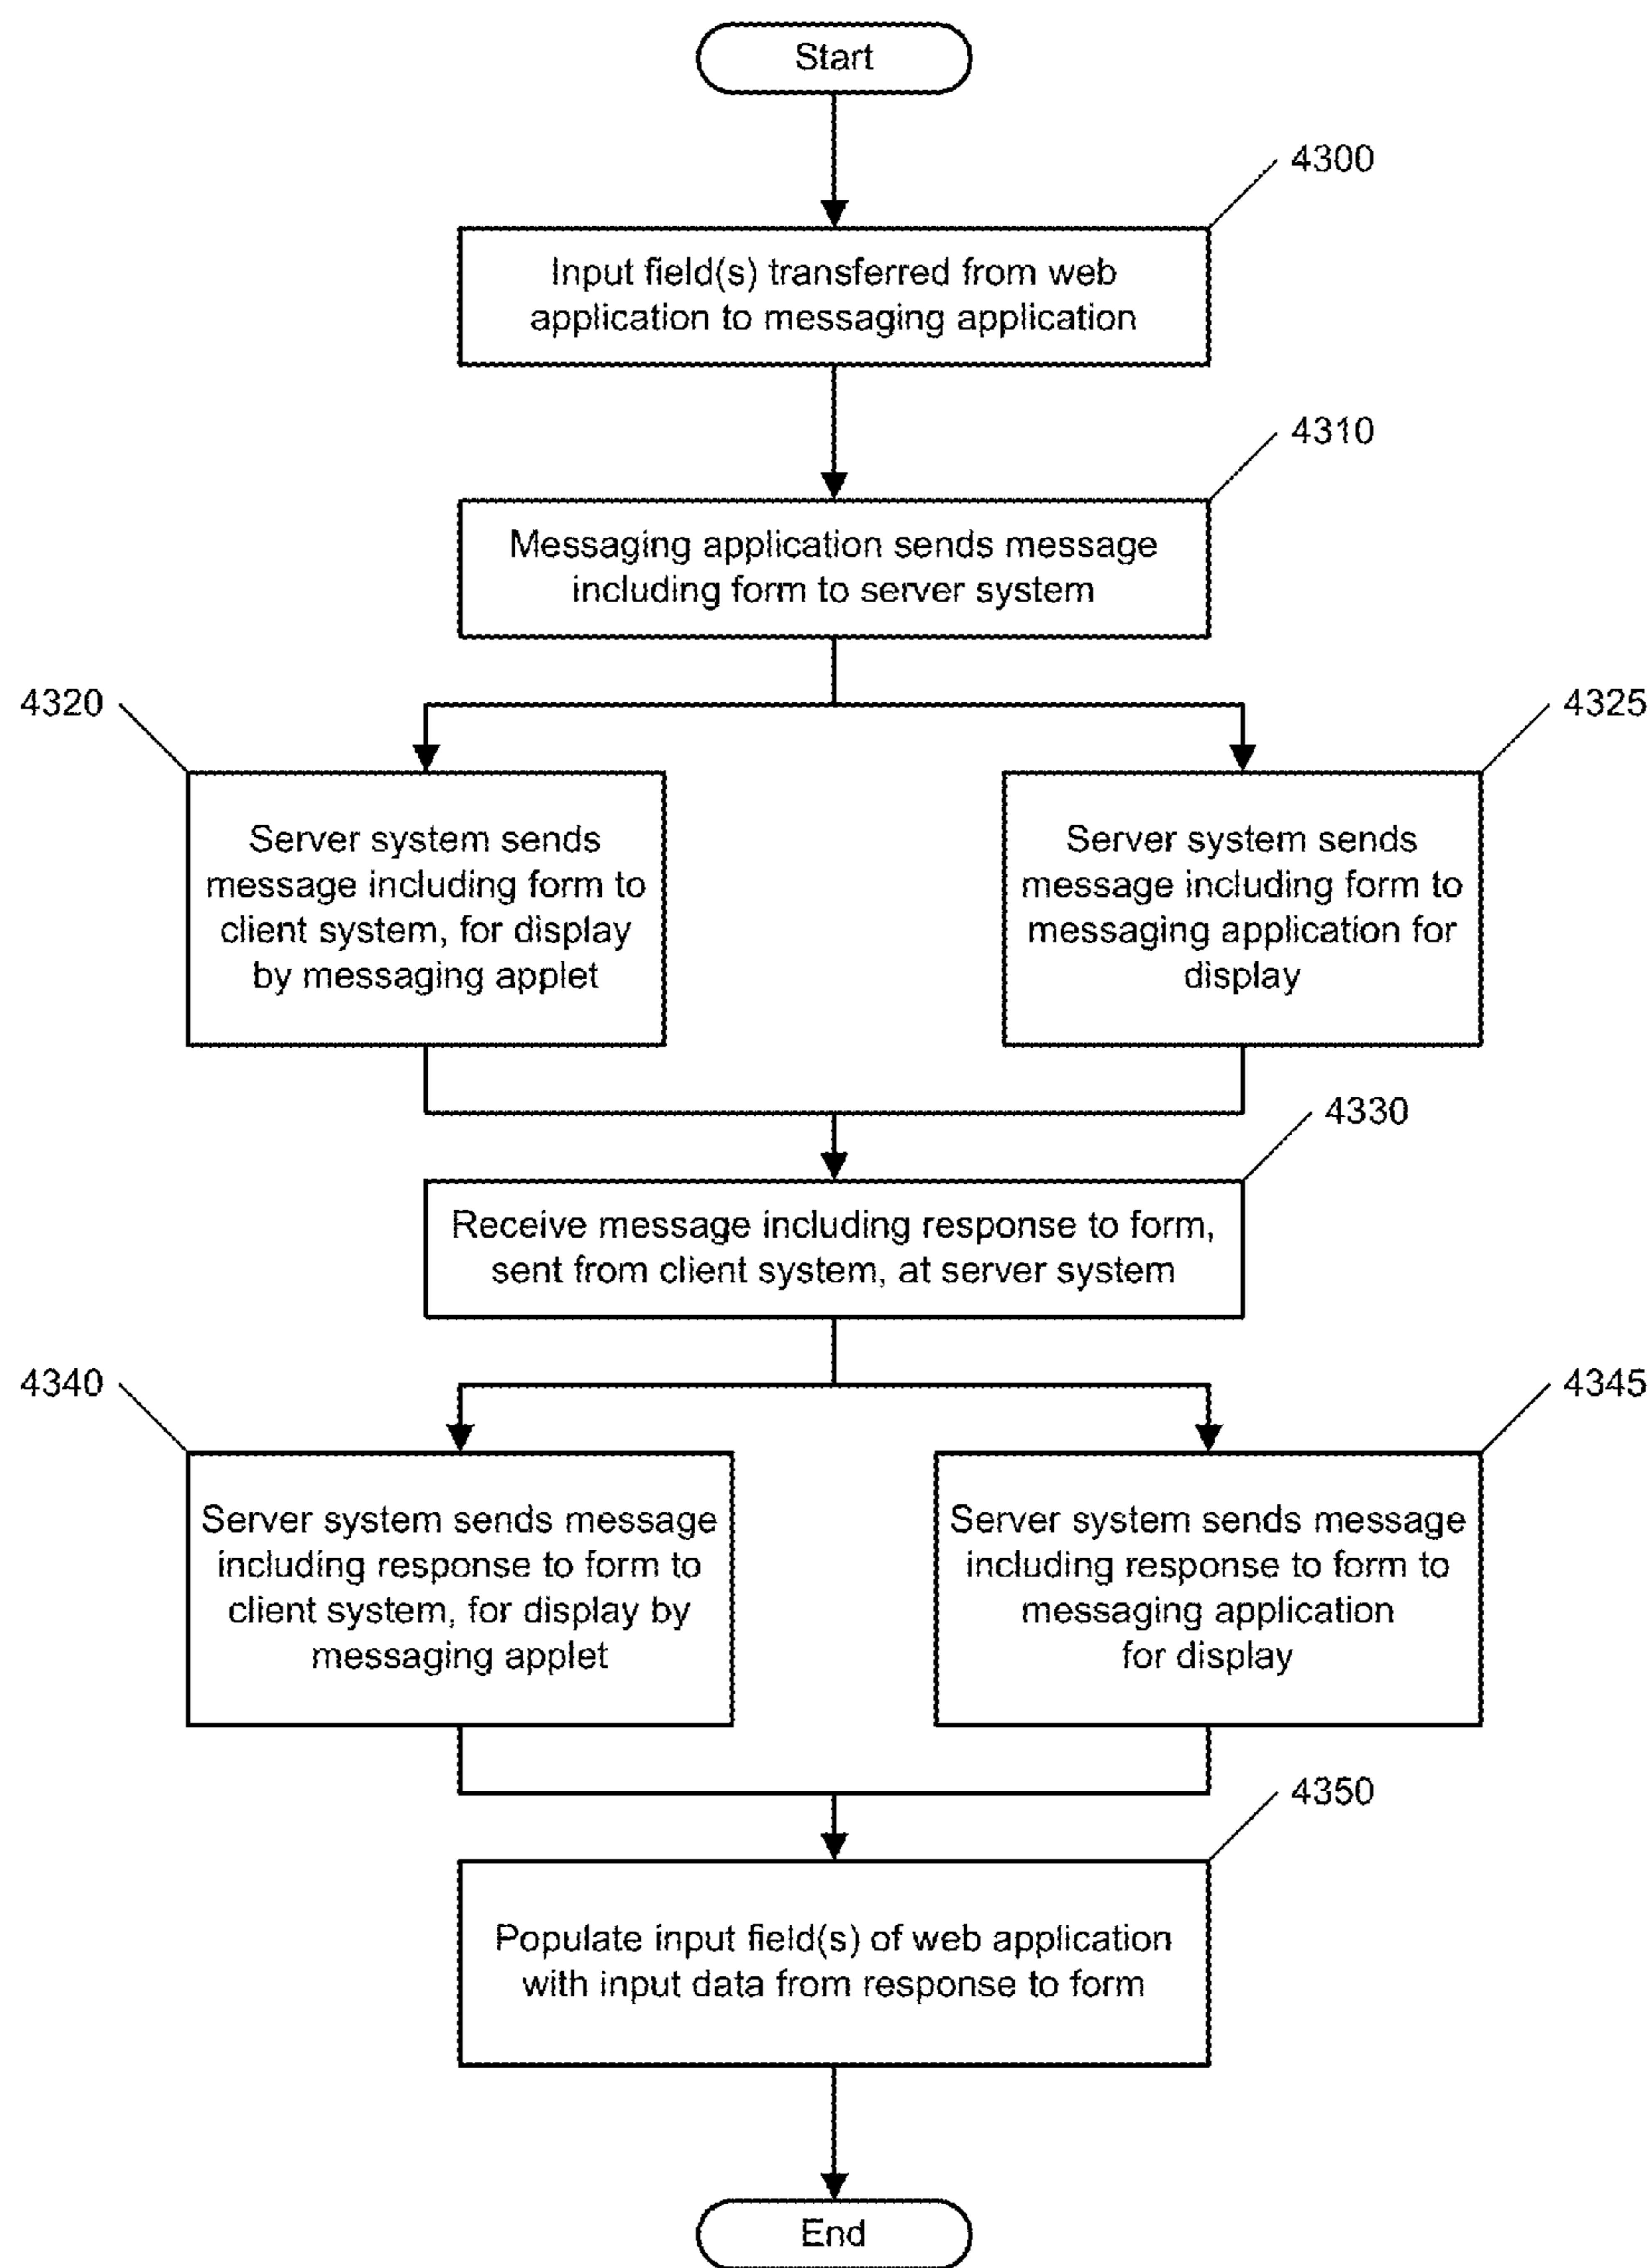 Start
4300
Input field(s) transferred from web
application to messaging application
4310
Messaging application sends message
including form to server system
4320
4325
Server system sends
message including form to
client system, for display
by messaging applet
Server system sends
message including form to
messaging application for
display
4330
Receive message including response to form,
sent from client system, at server system
4340
4345
Server system sends message
including response to form to
client system, for display by
messaging applet
Server system sends message
including response to form to
messaging application
for display
4350
Populate input field(s) of web application
with input data from response to form
End